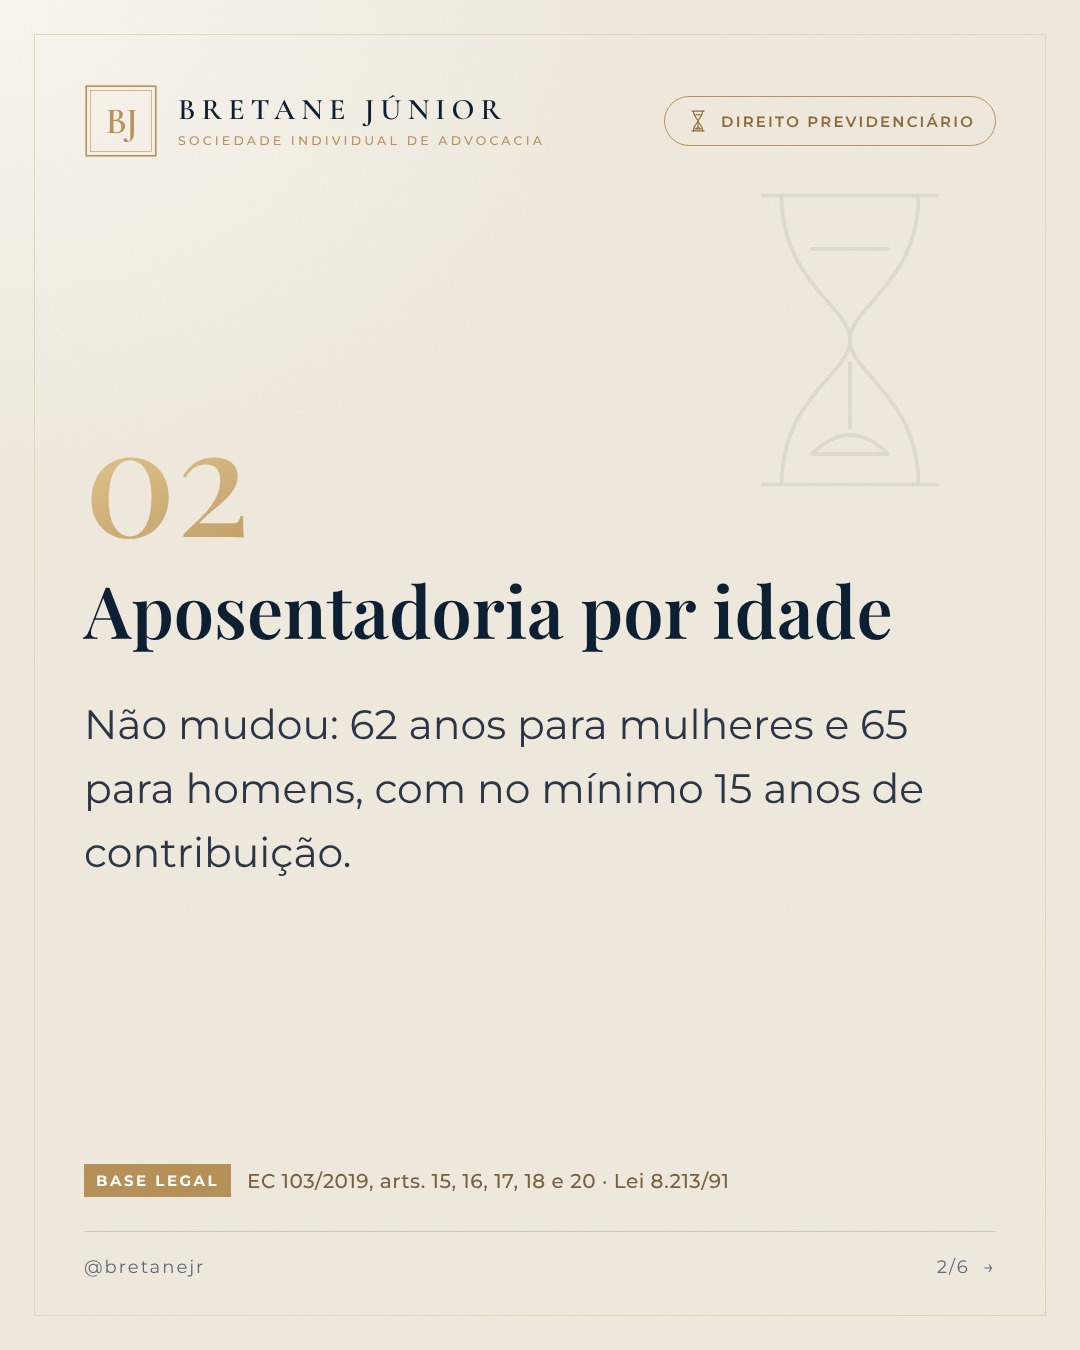 BJ
BRETANE JÚNIOR
SOCIEDADE INDIVIDUAL DE ADVOCACIA
DIREITO PREVIDENCIÁRIO
02
Aposentadoria por idade
Não mudou: 62 anos para mulheres e 65
para homens, com no mínimo 15 anos de
contribuição.
BASE LEGAL EC 103/2019, arts. 15, 16, 17, 18 e 20 · Lei 8.213/91
@bretanejr
2/6 →